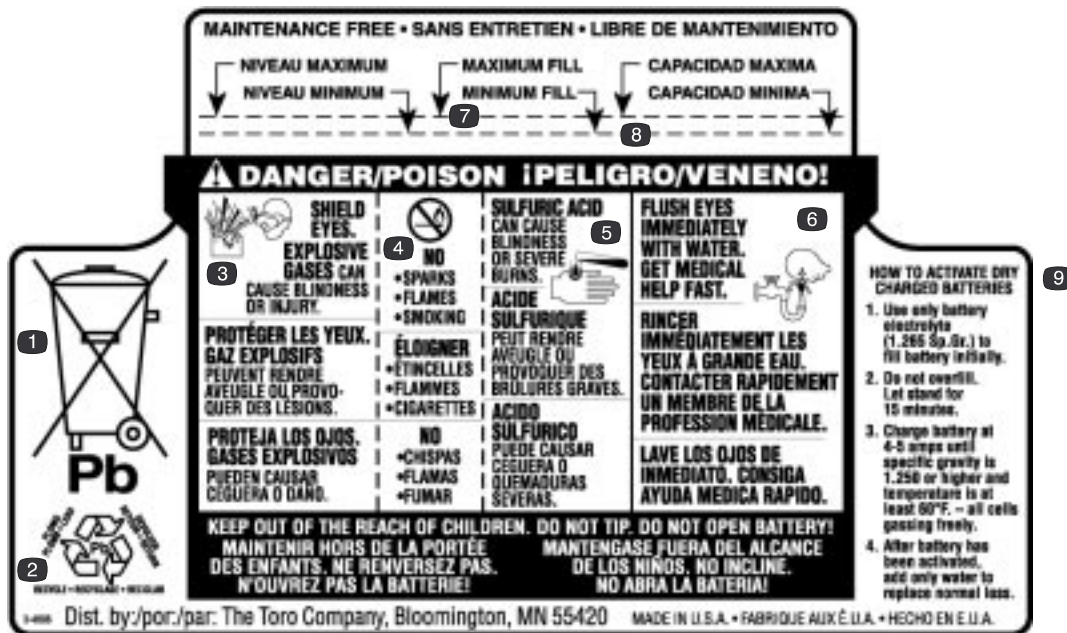 MAINTENANCE FREE • SANS ENTRETIEN • LIBRE DE MANTENIMIENTO
NIVEAU MAXIMUM
MAXIMUM FILL
CAPACIDAD MAXIMA
NIVEAU MINIMUM
MINIMUM FILL
CAPACIDAD MINIMA
7
8
DANGER/POISON ¡PELIGRO/VENENO!
SHIELD
EYES.
EXPLOSIVE
GASES CAN
CAUSE BLINDNESS
OR INJURY.
3
PROTÉGER LES YEUX.
GAZ EXPLOSIFS
PEUVENT RENDRE
AVEUGLE OU PROVO-
QUER DES LÉSIONS.
PROTEJA LOS OJOS.
GASES EXPLOSIVOS
PUEDEN CAUSAR
CEGUERA O DANO.
4
NO
•SPARKS
•FLAMES
•SMOKING
ÉLOIGNER
•ÉTINCELLES
•FLAMMES
•CIGARETTES
NO
•CHISPAS
•FLAMAS
•FUMAR
SULFURIC ACID
CAN CAUSE
BLINDNESS
OR SEVERE
BURNS.
5
ACIDE
SULFURIQUE
PEUT RENDRE
AVEUGLE OU
PROVOQUER DES
BRÛLURES GRAVES.
ACIDO
SULFURICO
PUEDE CAUSAR
CEGUERA O
QUEMADURAS
SEVERAS.
FLUSH EYES
IMMEDIATELY
WITH WATER.
GET MEDICAL
HELP FAST.
6
RINCER
IMMÉDIATEMENT LES
YEUX À GRANDE EAU.
CONTACTER RAPIDEMENT
UN MEMBRE DE LA
PROFESSION MÉDICALE.
LAVE LOS OJOS DE
INMEDIATO. CONSIGA
AYUDA MEDICA RAPIDO.
KEEP OUT OF THE REACH OF CHILDREN. DO NOT TIP. DO NOT OPEN BATTERY!
MAINTENIR HORS DE LA PORTÉE
DES ENFANTS, NE RENVERSEZ PAS.
N'OUVREZ PAS LA BATTERIE!
MANTENGASE FUERA DEL ALCANCE
DE LOS NIÑOS, NO INCLINE.
NO ABRA LA BATERIA!
1
Pb
2
RECYCLE • RECYCLAGE • RECICLAR
9
HOW TO ACTIVATE DRY
CHARGED BATTERIES
1. Use only battery
electrolyte
(1.265 Sp.Gr.) to
fill battery initially.
2. Do not overfill.
Let stand for
15 minutes.
3. Charge battery at
4-5 amps until
specific gravity is
1.250 or higher and
temperature is at
least 60°F. – all cells
gassing freely.
4. After battery has
been activated,
add only water to
replace normal loss.
Dist. by:/por:/par: The Toro Company, Bloomington, MN 55420
MADE IN U.S.A. • FABRIQUE AUX É.U.A. • HECHO EN E.U.A.